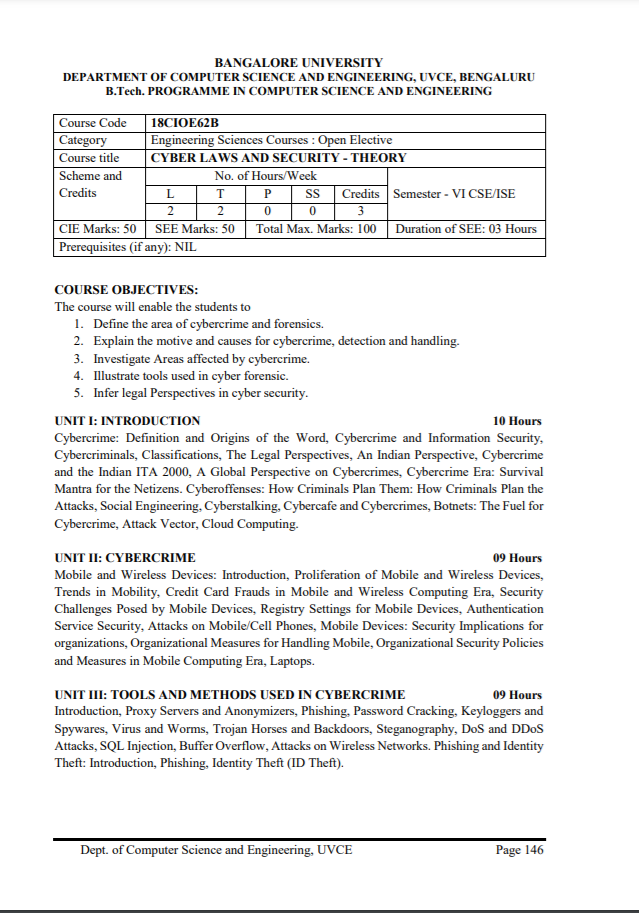 BANGALORE UNIVERSITY
DEPARTMENT OF COMPUTER SCIENCE AND ENGINEERING, UVCE, BENGALURU
B.Tech. PROGRAMME IN COMPUTER SCIENCE AND ENGINEERING
Course Code 18CIOE62B
Category Engineering Sciences Courses : Open Elective
Course title CYBER LAWS AND SECURITY - THEORY
Scheme and Credits No. of Hours/Week Semester - VI CSE/ISE
L T P SS Credits
2 2 0 0 3
CIE Marks: 50 SEE Marks: 50 Total Max. Marks: 100 Duration of SEE: 03 Hours
Prerequisites (if any): NIL
COURSE OBJECTIVES:
The course will enable the students to
1. Define the area of cybercrime and forensics.
2. Explain the motive and causes for cybercrime, detection and handling.
3. Investigate Areas affected by cybercrime.
4. Illustrate tools used in cyber forensic.
5. Infer legal Perspectives in cyber security.
UNIT I: INTRODUCTION 10 Hours
Cybercrime: Definition and Origins of the Word, Cybercrime and Information Security,
Cybercriminals, Classifications, The Legal Perspectives, An Indian Perspective, Cybercrime
and the Indian ITA 2000, A Global Perspective on Cybercrimes, Cybercrime Era: Survival
Mantra for the Netizens. Cyberoffenses: How Criminals Plan Them: How Criminals Plan the
Attacks, Social Engineering, Cyberstalking, Cybercafe and Cybercrimes, Botnets: The Fuel for
Cybercrime, Attack Vector, Cloud Computing.
UNIT II: CYBERCRIME 09 Hours
Mobile and Wireless Devices: Introduction, Proliferation of Mobile and Wireless Devices,
Trends in Mobility, Credit Card Frauds in Mobile and Wireless Computing Era, Security
Challenges Posed by Mobile Devices, Registry Settings for Mobile Devices, Authentication
Service Security, Attacks on Mobile/Cell Phones, Mobile Devices: Security Implications for
organizations, Organizational Measures for Handling Mobile, Organizational Security Policies
and Measures in Mobile Computing Era, Laptops.
UNIT III: TOOLS AND METHODS USED IN CYBERCRIME 09 Hours
Introduction, Proxy Servers and Anonymizers, Phishing, Password Cracking, Keyloggers and
Spywares, Virus and Worms, Trojan Horses and Backdoors, Steganography, DoS and DDoS
Attacks, SQL Injection, Buffer Overflow, Attacks on Wireless Networks. Phishing and Identity
Theft: Introduction, Phishing, Identity Theft (ID Theft).
Dept. of Computer Science and Engineering, UVCE Page 146